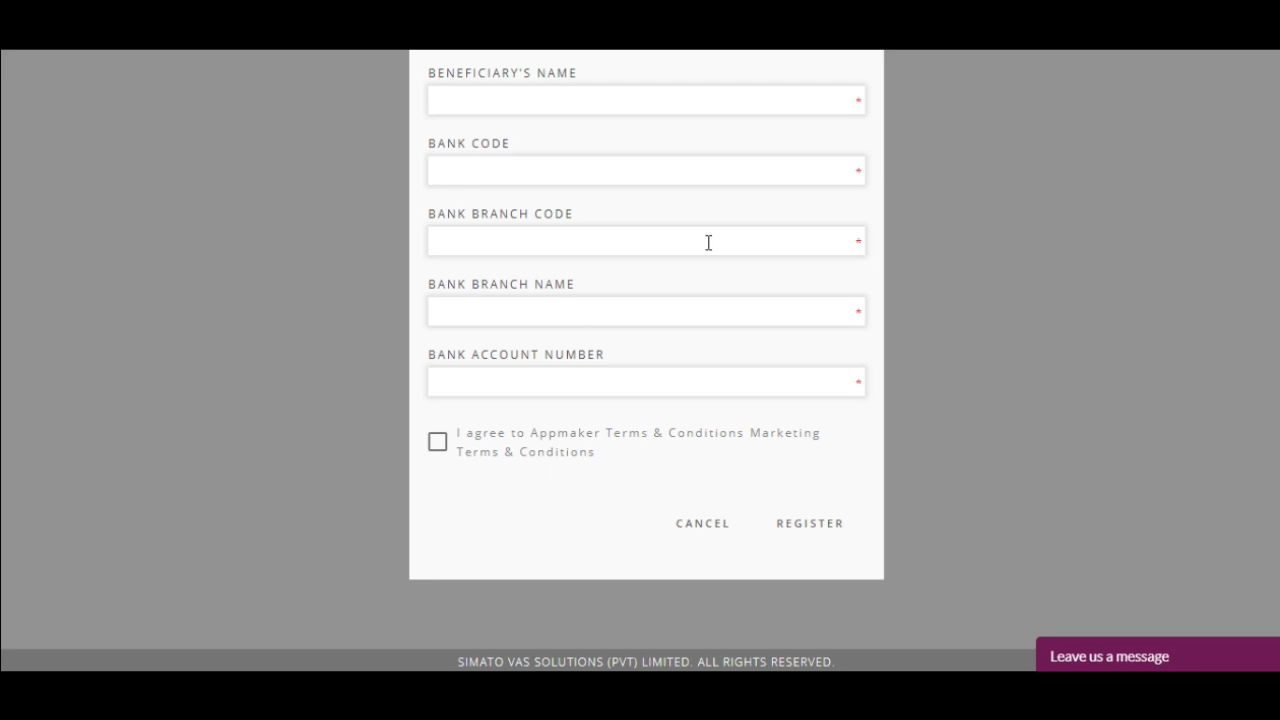 BENEFICIARY'S NAME
*
BANK CODE
*
BANK BRANCH CODE
*
BANK BRANCH NAME
*
BANK ACCOUNT NUMBER
*
I agree to Appmaker Terms & Conditions Marketing
Terms & Conditions
CANCEL REGISTER
SIMATO VAS SOLUTIONS (PVT) LIMITED. ALL RIGHTS RESERVED.
Leave us a message